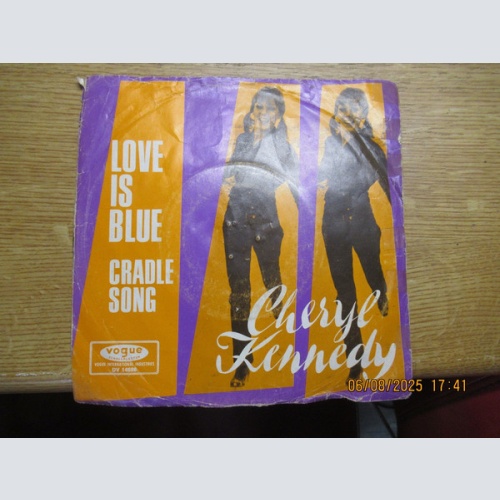 LOVE
IS
BLUE
CRADLE
SONG
Cheryl
Kennedy
vogue
06/08/2025 17:41